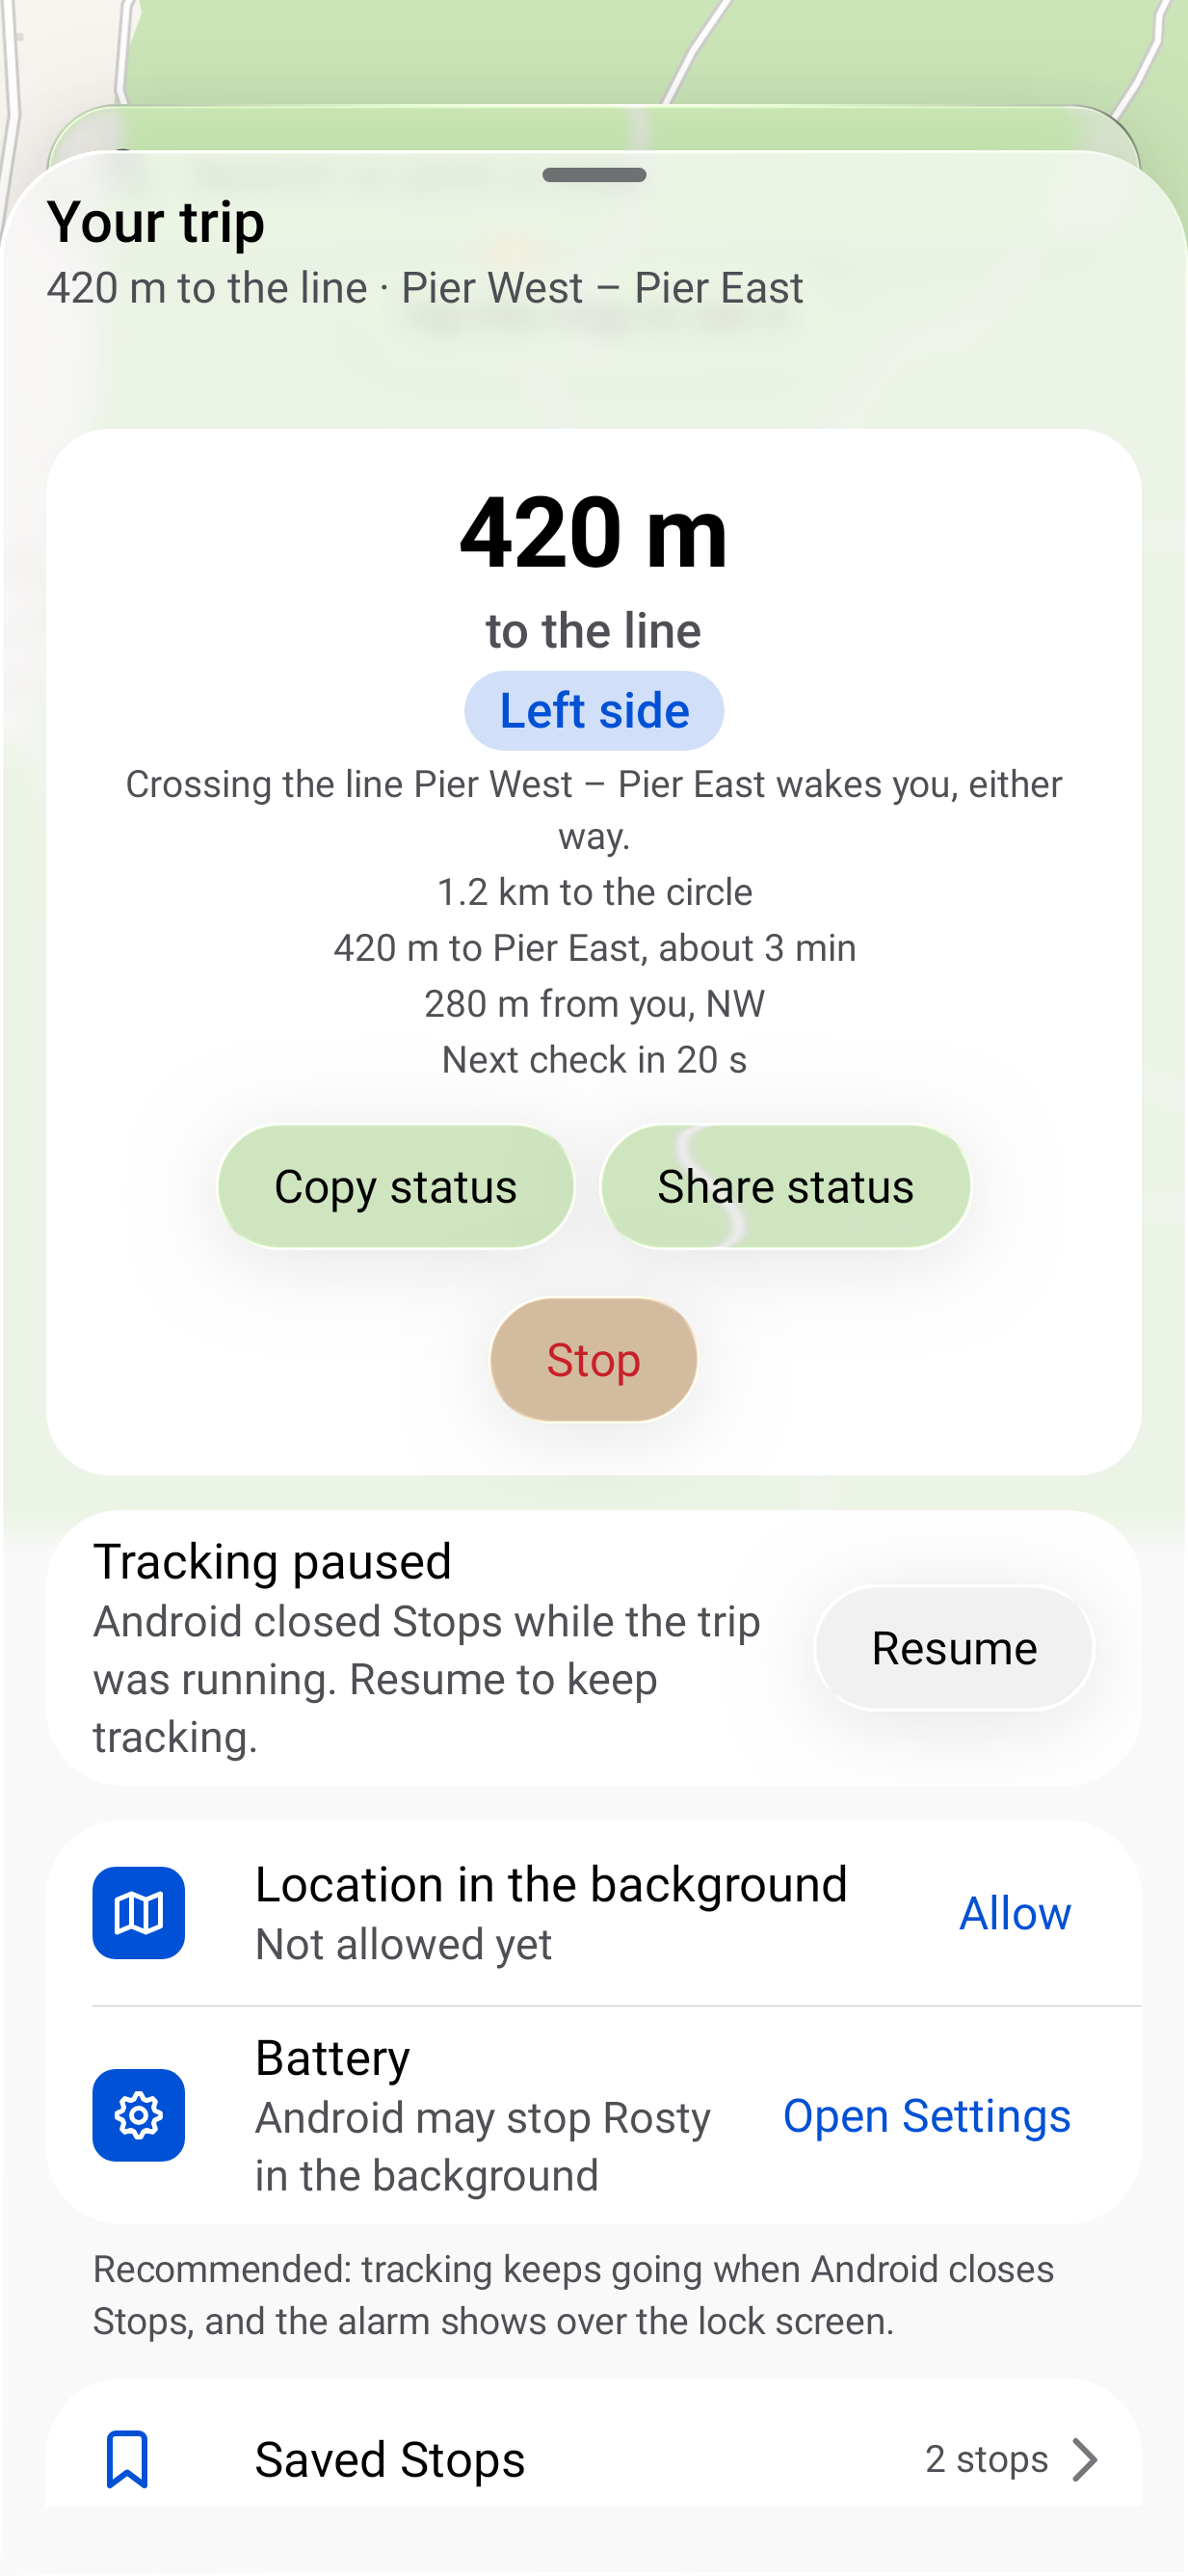 Your trip
420 m to the line · Pier West – Pier East
420 m
to the line
Left side
Crossing the line Pier West – Pier East wakes you, either
way.
1.2 km to the circle
420 m to Pier East, about 3 min
280 m from you, NW
Next check in 20 s
Copy status
Share status
Stop
Tracking paused
Android closed Stops while the trip
was running. Resume to keep
tracking.
Resume
Location in the background
Not allowed yet
Allow
Battery
Android may stop Rosty
in the background
Open Settings
Recommended: tracking keeps going when Android closes
Stops, and the alarm shows over the lock screen.
Saved Stops
2 stops